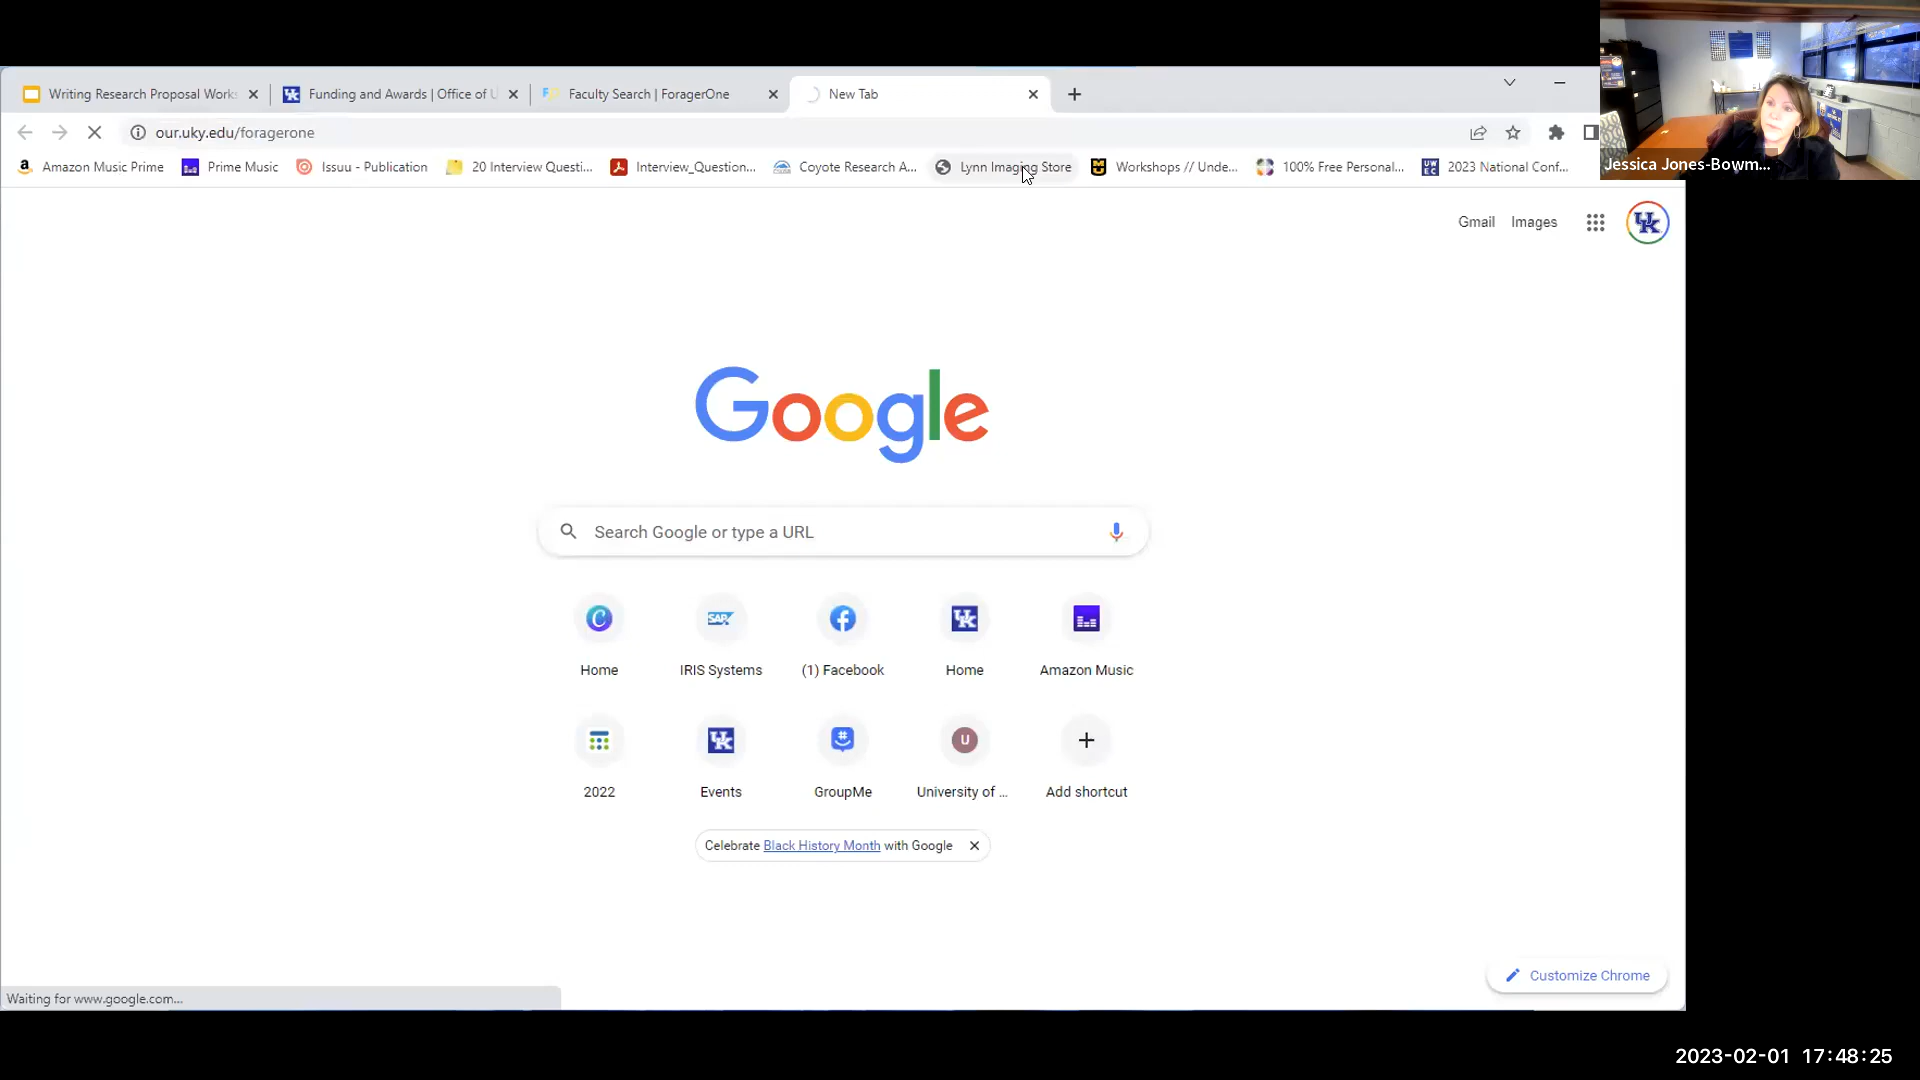 Writing Research Proposal Works
Funding and Awards | Office of U
Faculty Search | ForagerOne
New Tab
our.uky.edu/foragerone
Amazon Music Prime
Prime Music
Issuu - Publication
20 Interview Questi...
Interview_Question...
Coyote Research A...
Lynn Imaging Store
Workshops // Unde...
100% Free Personal...
2023 National Conf...
Jessica Jones-Bowm...
Gmail
Images
UK
Google
Search Google or type a URL
Home
SAP
IRIS Systems
(1) Facebook
Home
Amazon Music
2022
Events
GroupMe
U
University of ...
Add shortcut
Celebrate Black History Month with Google
Customize Chrome
Waiting for www.google.com...
2023-02-01 17:48:25